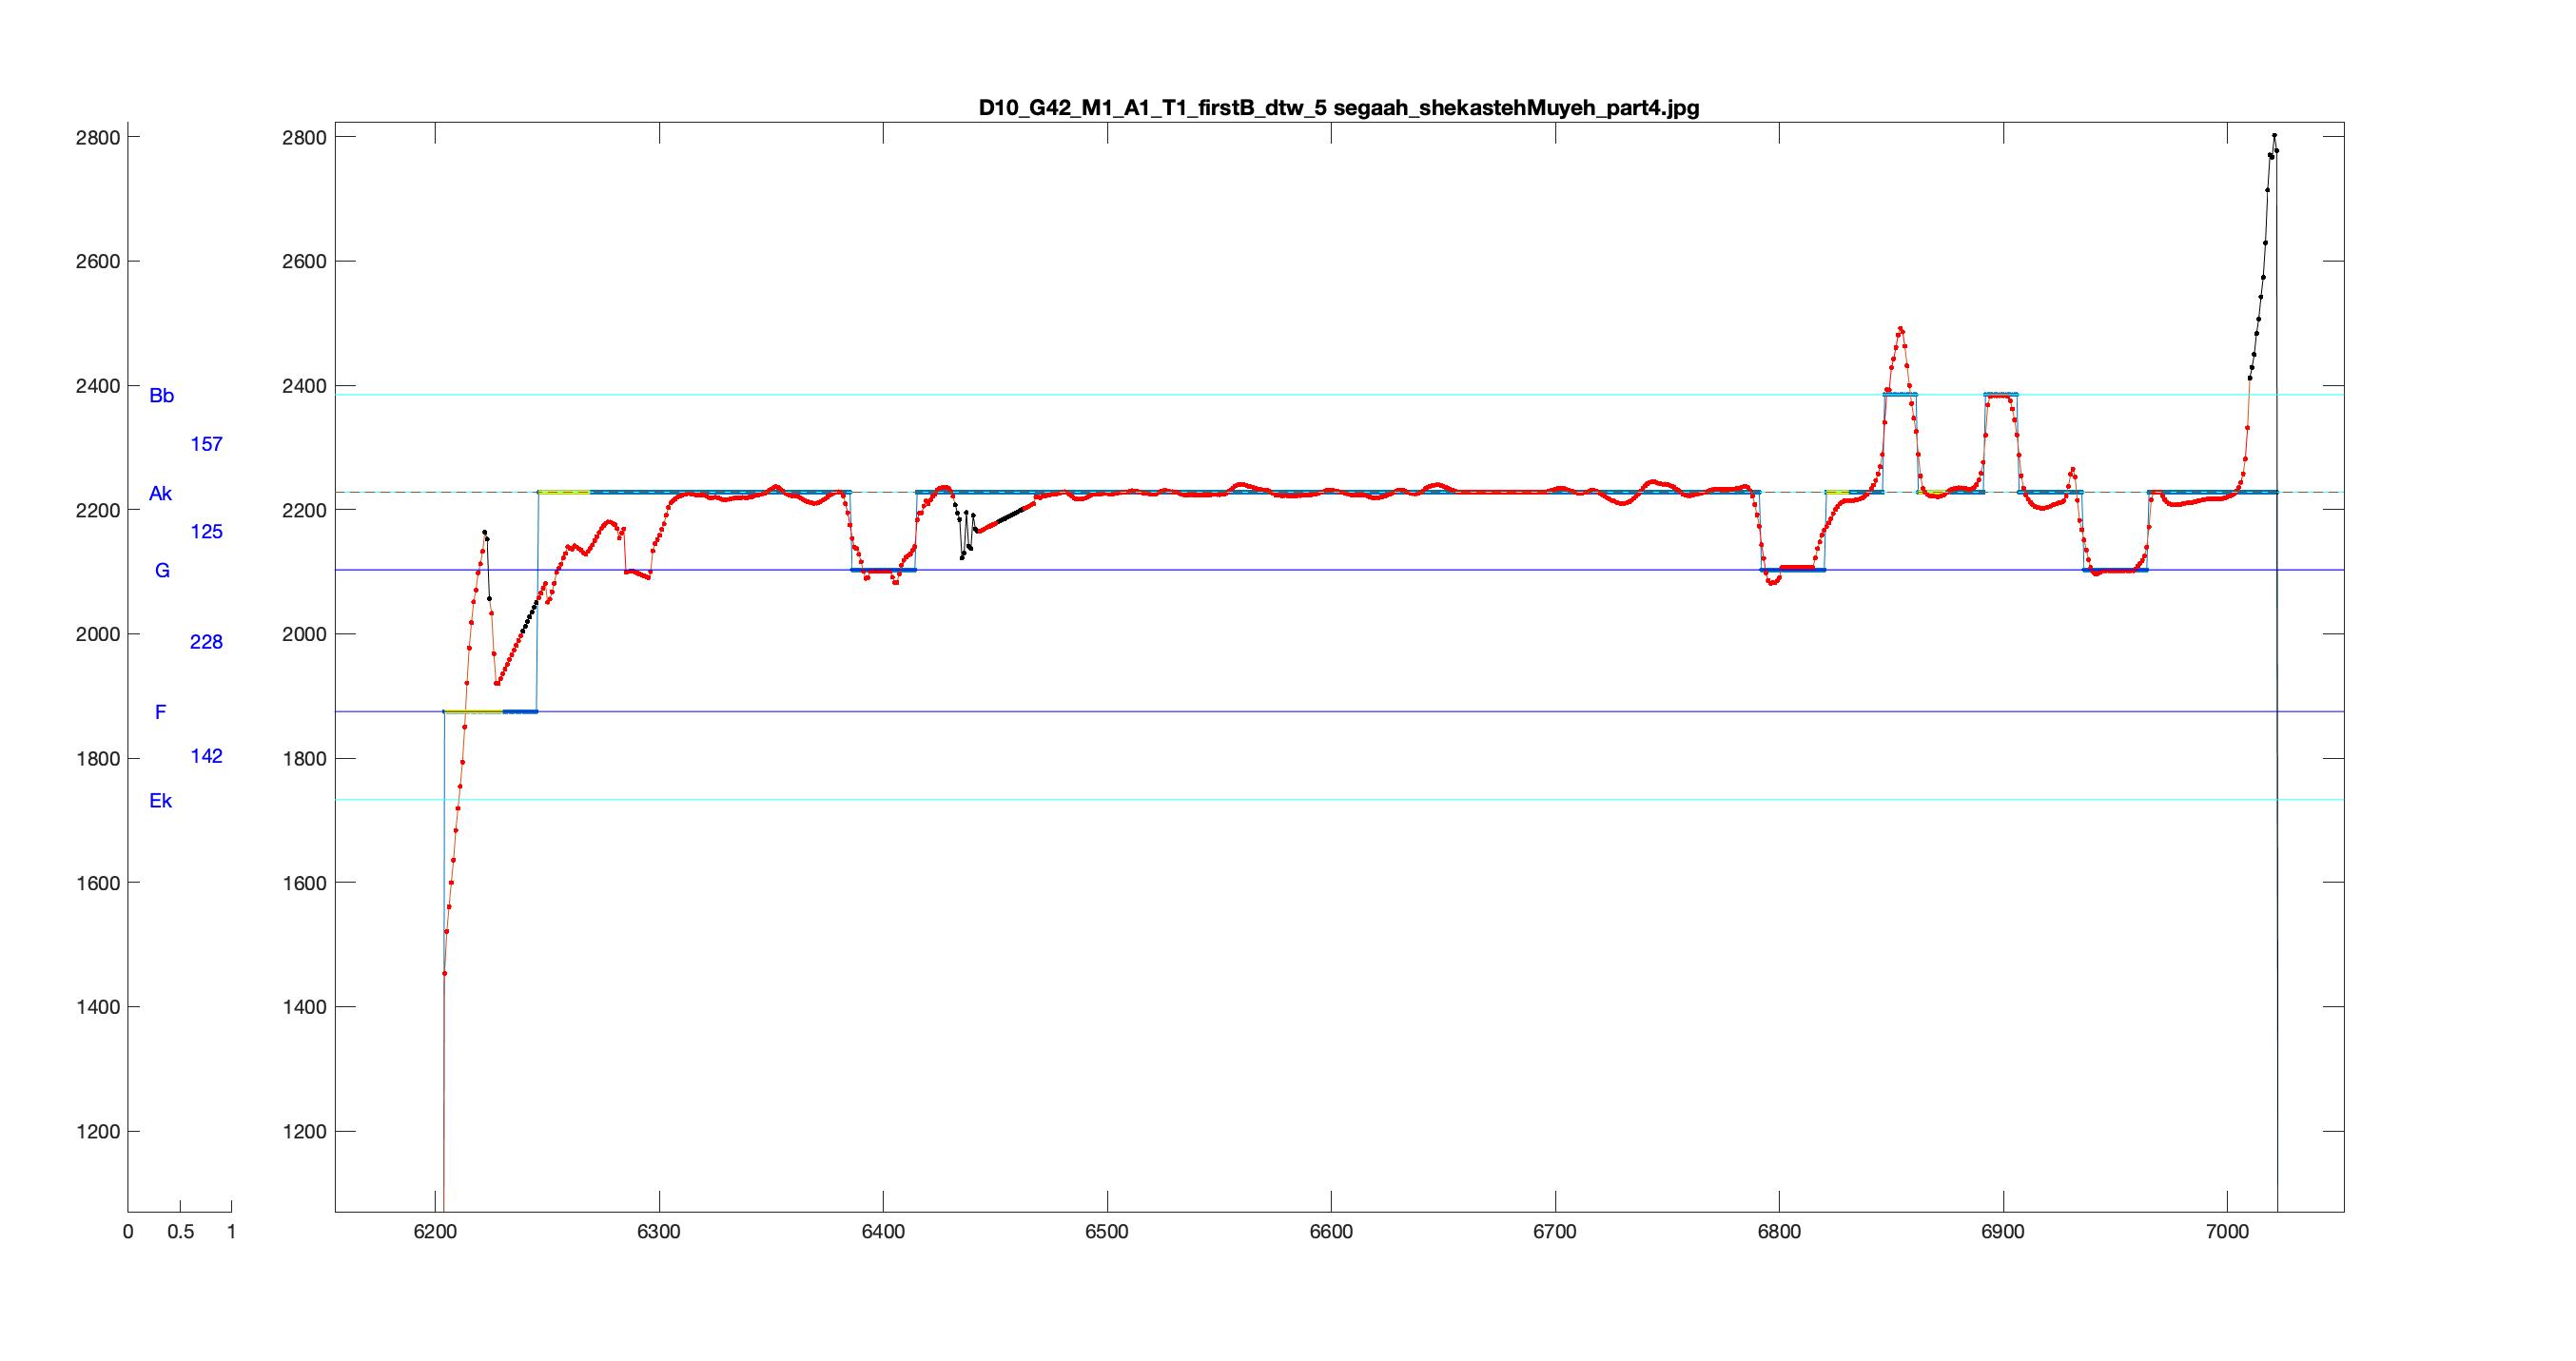 D10_G42_M1_A1_T1_firstB_dtw_5 segaah_shekastehMuyeh_part4.jpg
2800 2800
2600 2600
2400 Bb 2400
157
2200 Ak 2200
125
G
2000 228 2000
F
1800 142 1800
Ek
1600 1600
1400 1400
1200 1200
0 0.5 1 6200 6300 6400 6500 6600 6700 6800 6900 7000